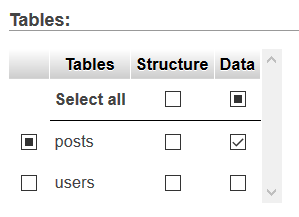 Tables:
Tables Structure Data
Select all
posts
users